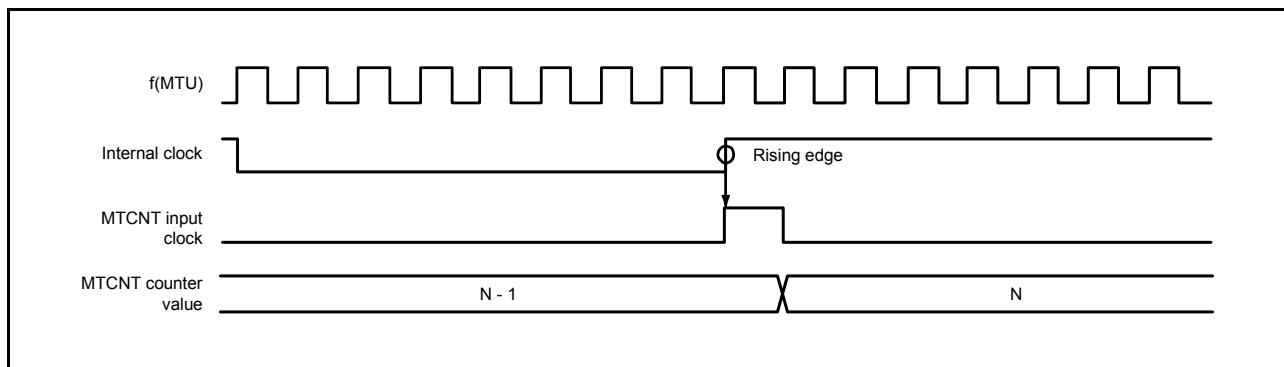 f(MTU)
Internal clock
Rising edge
MTCNT input
clock
MTCNT counter
value
N - 1
N